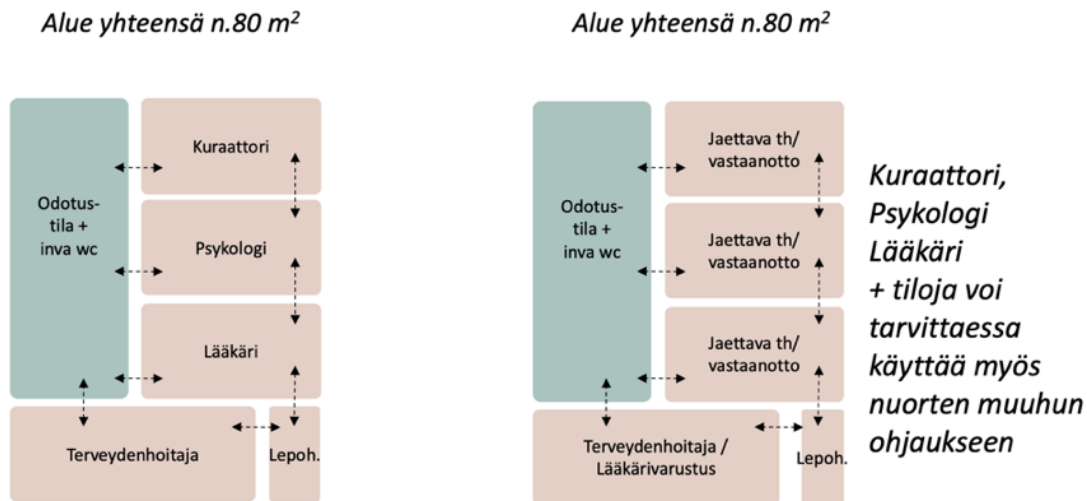 Alue yhteensä n.80 m²
Kuraattori
Odotus-
tila +
inva wc
Psykologi
Lääkäri
Terveydenhoitaja
Lepoh.
Alue yhteensä n.80 m²
Jaettava th/
vastaanotto
Odotus-
tila +
inva wc
Jaettava th/
vastaanotto
Jaettava th/
vastaanotto
Terveydenhoitaja /
Lääkärivarustus
Lepoh.
Kuraattori,
Psykologi
Lääkäri
+ tiloja voi
tarvittaessa
käyttää myös
nuorten muuhun
ohjaukseen